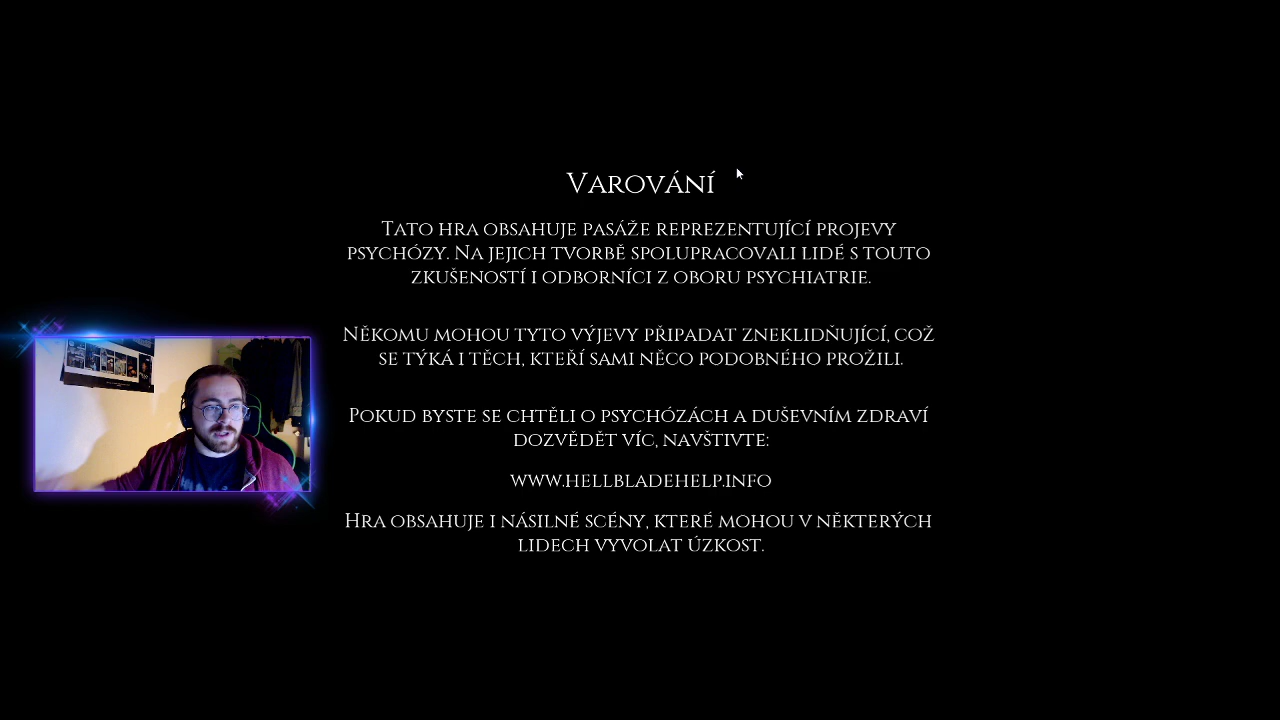 Varování
Tato hra obsahuje pasáže reprezentující projevy
psychózy. Na jejich tvorbě spolupracovali lidé s touto
zkušeností i odborníci z oboru psychiatrie.
Někomu mohou tyto výjevy připadat zneklidňující, což
se týká i těch, kteří sami něco podobného prožili.
Pokud byste se chtěli o psychózách a duševním zdraví
dozvědět víc, navštivte:
www.hellbladehelp.info
Hra obsahuje i násilné scény, které mohou v některých
lidech vyvolat úzkost.